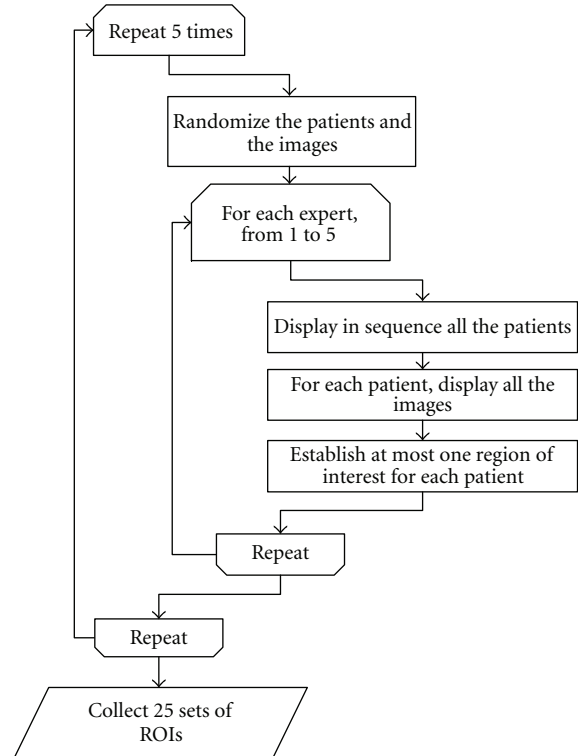 Repeat 5 times
Randomize the patients and
the images
For each expert,
from 1 to 5
Display in sequence all the patients
For each patient, display all the
images
Establish at most one region of
interest for each patient
Repeat
Repeat
Collect 25 sets of
ROIs